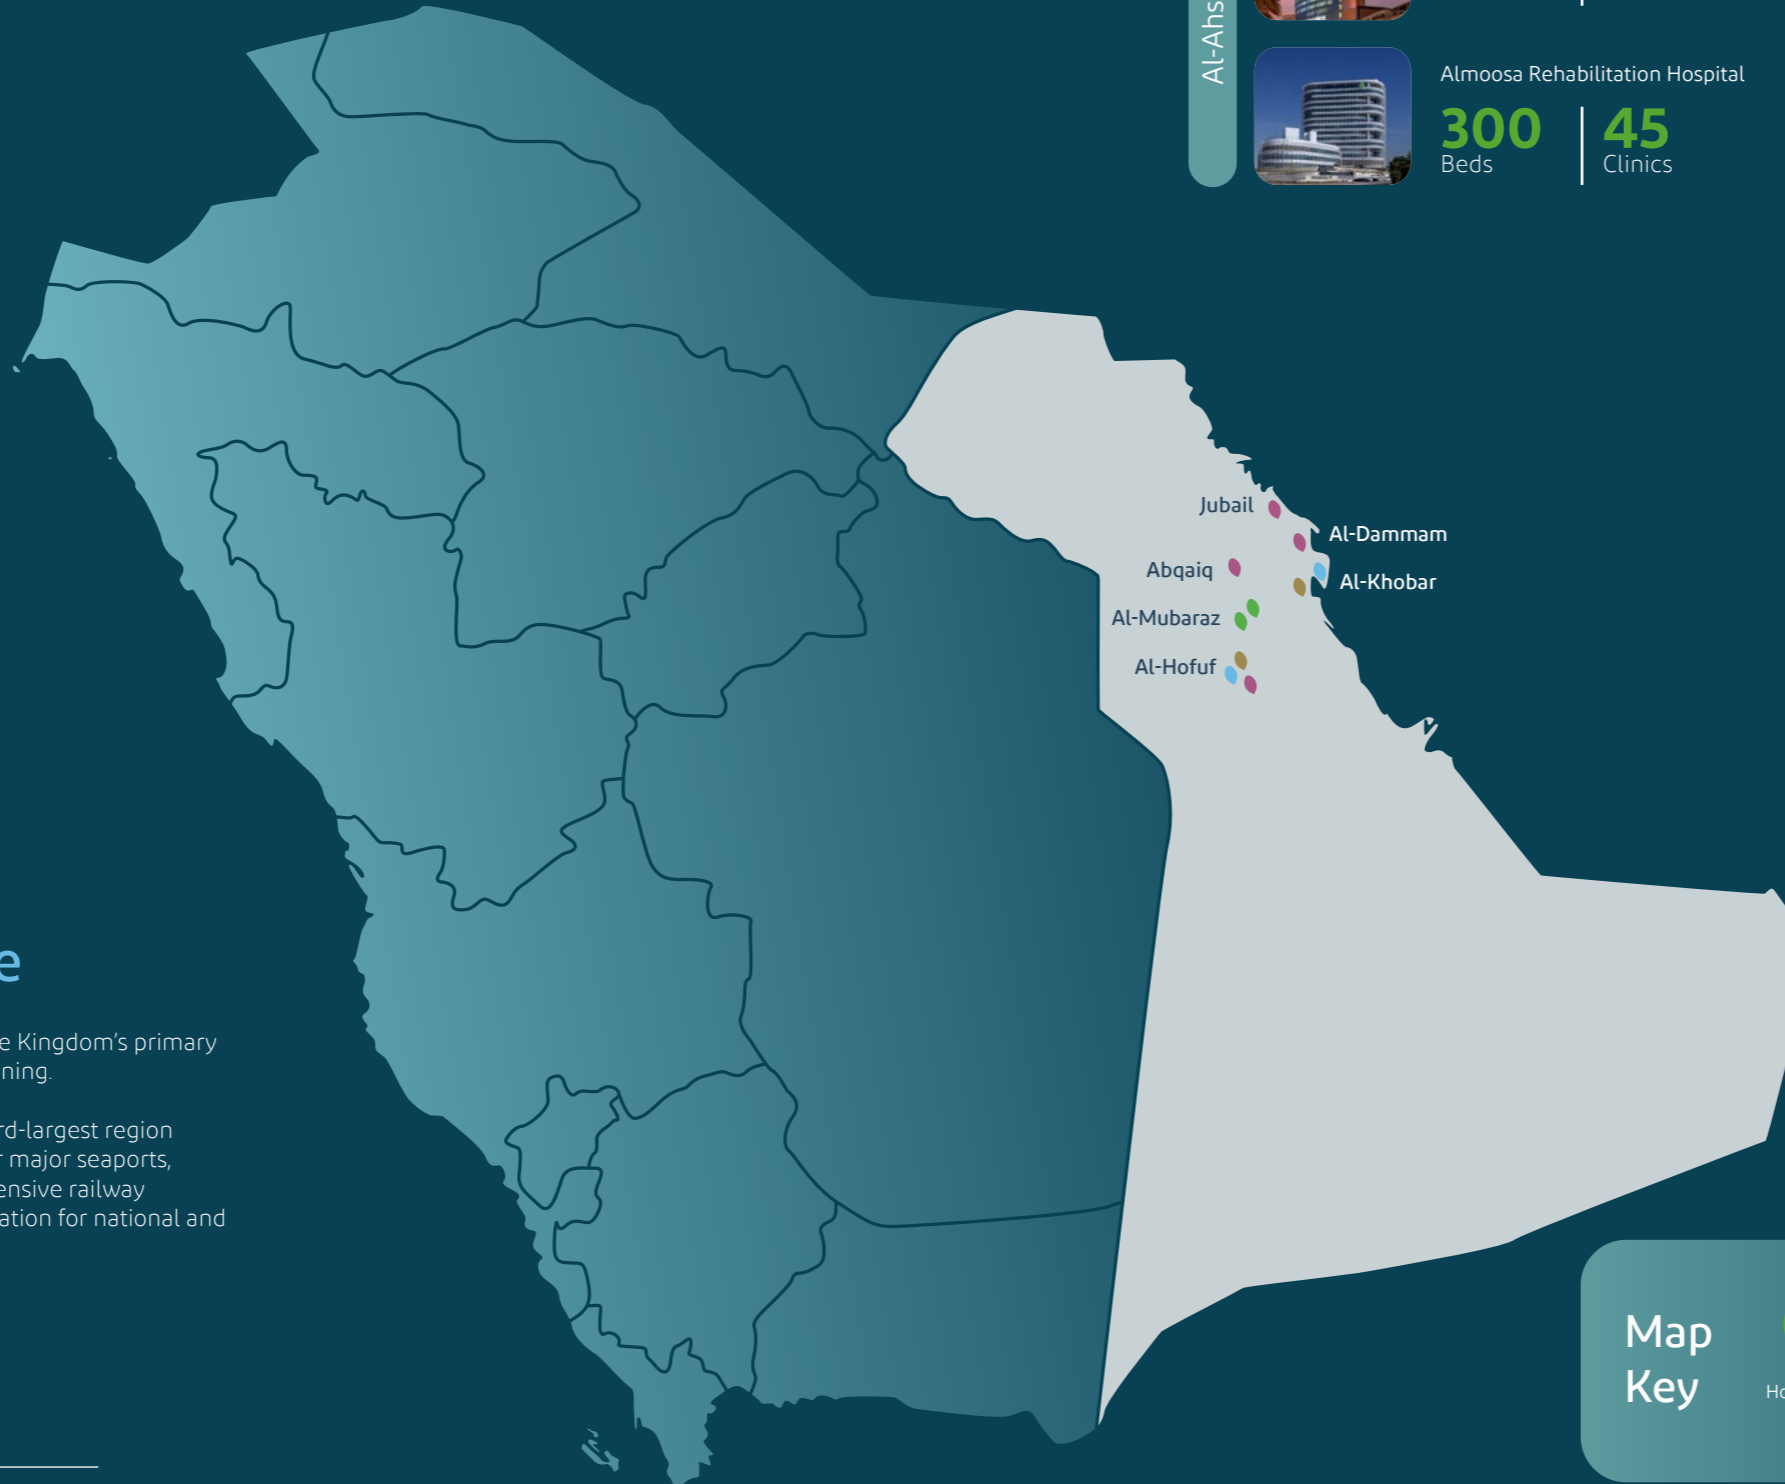 Al-Ahs
Almoosa Rehabilitation Hospital
300
Beds
45
Clinics
Jubail
Al-Dammam
Abqaiq
Al-Khobar
Al-Mubaraz
Al-Hofuf
e
e Kingdom's primary
ning.
rd-largest region
r major seaports,
ensive railway
ation for national and
Map
Key
Ho